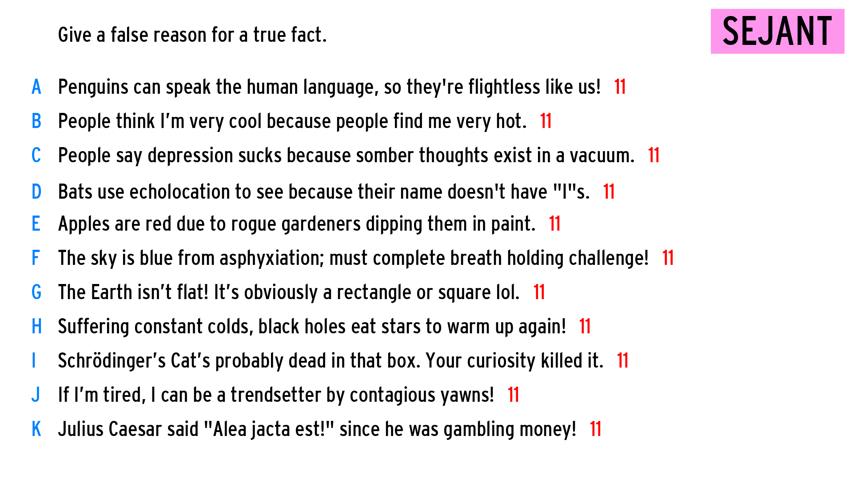 Give a false reason for a true fact.
SEJANT
A Penguins can speak the human language, so they're flightless like us! 11
B People think I’m very cool because people find me very hot. 11
C People say depression sucks because somber thoughts exist in a vacuum. 11
D Bats use echolocation to see because their name doesn't have "I"s. 11
E Apples are red due to rogue gardeners dipping them in paint. 11
F The sky is blue from asphyxiation; must complete breath holding challenge! 11
G The Earth isn’t flat! It’s obviously a rectangle or square lol. 11
H Suffering constant colds, black holes eat stars to warm up again! 11
I Schrödinger’s Cat’s probably dead in that box. Your curiosity killed it. 11
J If I’m tired, I can be a trendsetter by contagious yawns! 11
K Julius Caesar said "Alea jacta est!" since he was gambling money! 11